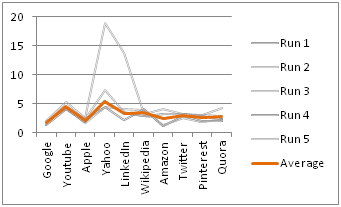 20
15
10
5
0
Google
Youtube
Apple
Yahoo
LinkedIn
Wikipedia
Amazon
Twitter
Pinterest
Quora
Run 1
Run 2
Run 3
Run 4
Run 5
Average